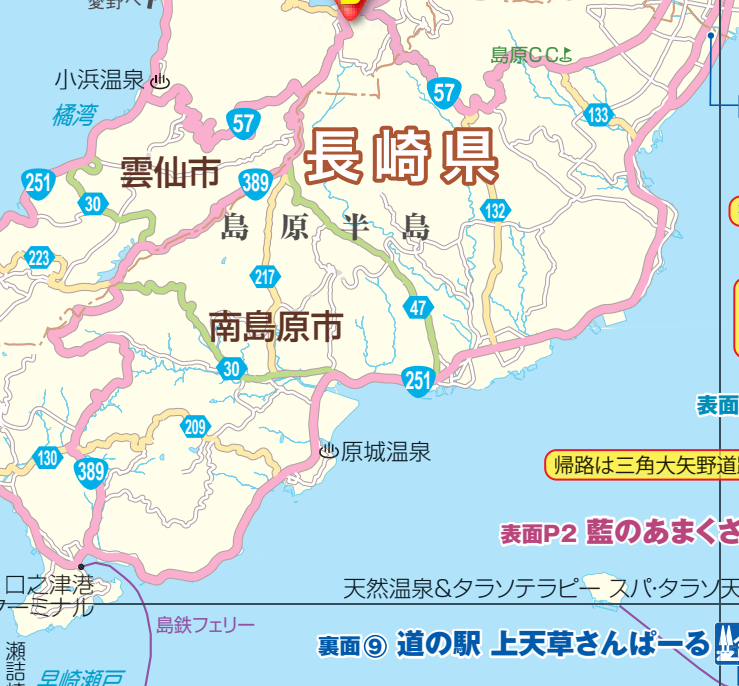 愛野へ
島原CC
小浜温泉
橘湾
57
57
133
長崎県
雲仙市
251
389
30
132
島原半島
223
217
47
南島原市
30
251
表面
209
原城温泉
130
389
帰路は三角大矢野道
表面P2 藍のあまくさ
口之津港
ターミナル
天然温泉&タラソテラピー スパ・タラソ天
島鉄フェリー
裏面⑨ 道の駅 上天草さんぱーる
瀬詰崎
早崎瀬戸